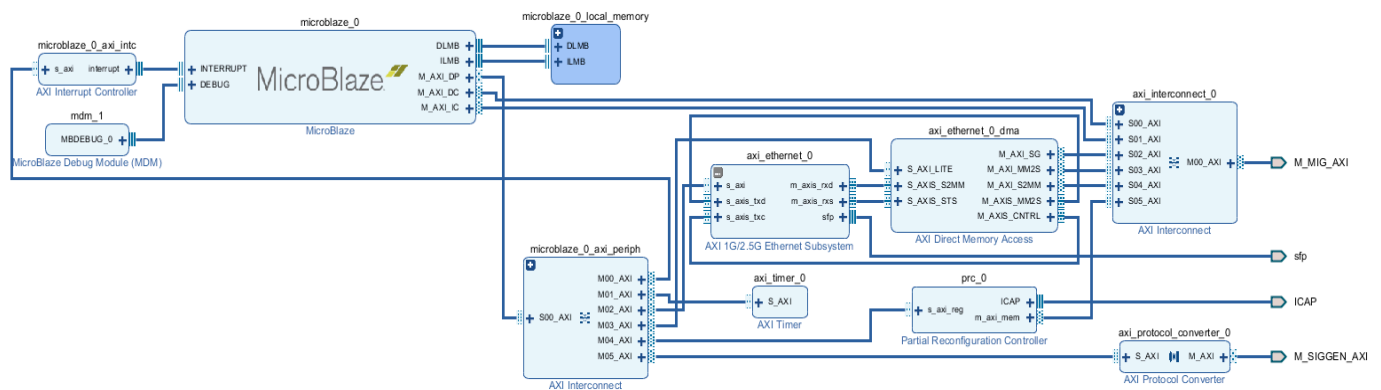 microblaze_0_axi_intc
s_axi interrupt
AXI Interrupt Controller
mdm_1
MBDEBUG_0
MicroBlaze Debug Module (MDM)
microblaze_0
INTERRUPT
DEBUG
MicroBlaze
DLMB
ILMB
M_AXI_DP
M_AXI_DC
M_AXI_IC
MicroBlaze
microblaze_0_local_memory
DLMB
ILMB
axi_ethernet_0
s_axi m_axis_rxd
s_axis_txd m_axis_rxs
s_axis_txc sfp
AXI 1G/2.5G Ethernet Subsystem
axi_ethernet_0_dma
M_AXI_SG
S_AXI_LITE M_AXI_MM2S
S_AXIS_S2MM M_AXI_S2MM
S_AXIS_STS M_AXIS_MM2S
M_AXIS_CNTRL
AXI Direct Memory Access
axi_interconnect_0
S00_AXI
S01_AXI
S02_AXI
S03_AXI M00_AXI
S04_AXI
S05_AXI
AXI Interconnect
M_MIG_AXI
microblaze_0_axi_periph
M00_AXI
M01_AXI
M02_AXI
S00_AXI M03_AXI
M04_AXI
M05_AXI
AXI Interconnect
axi_timer_0
S_AXI
AXI Timer
prc_0
ICAP
s_axi_reg m_axi_mem
Partial Reconfiguration Controller
axi_protocol_converter_0
S_AXI M_AXI
AXI Protocol Converter
sfp
ICAP
M_SIGGEN_AXI